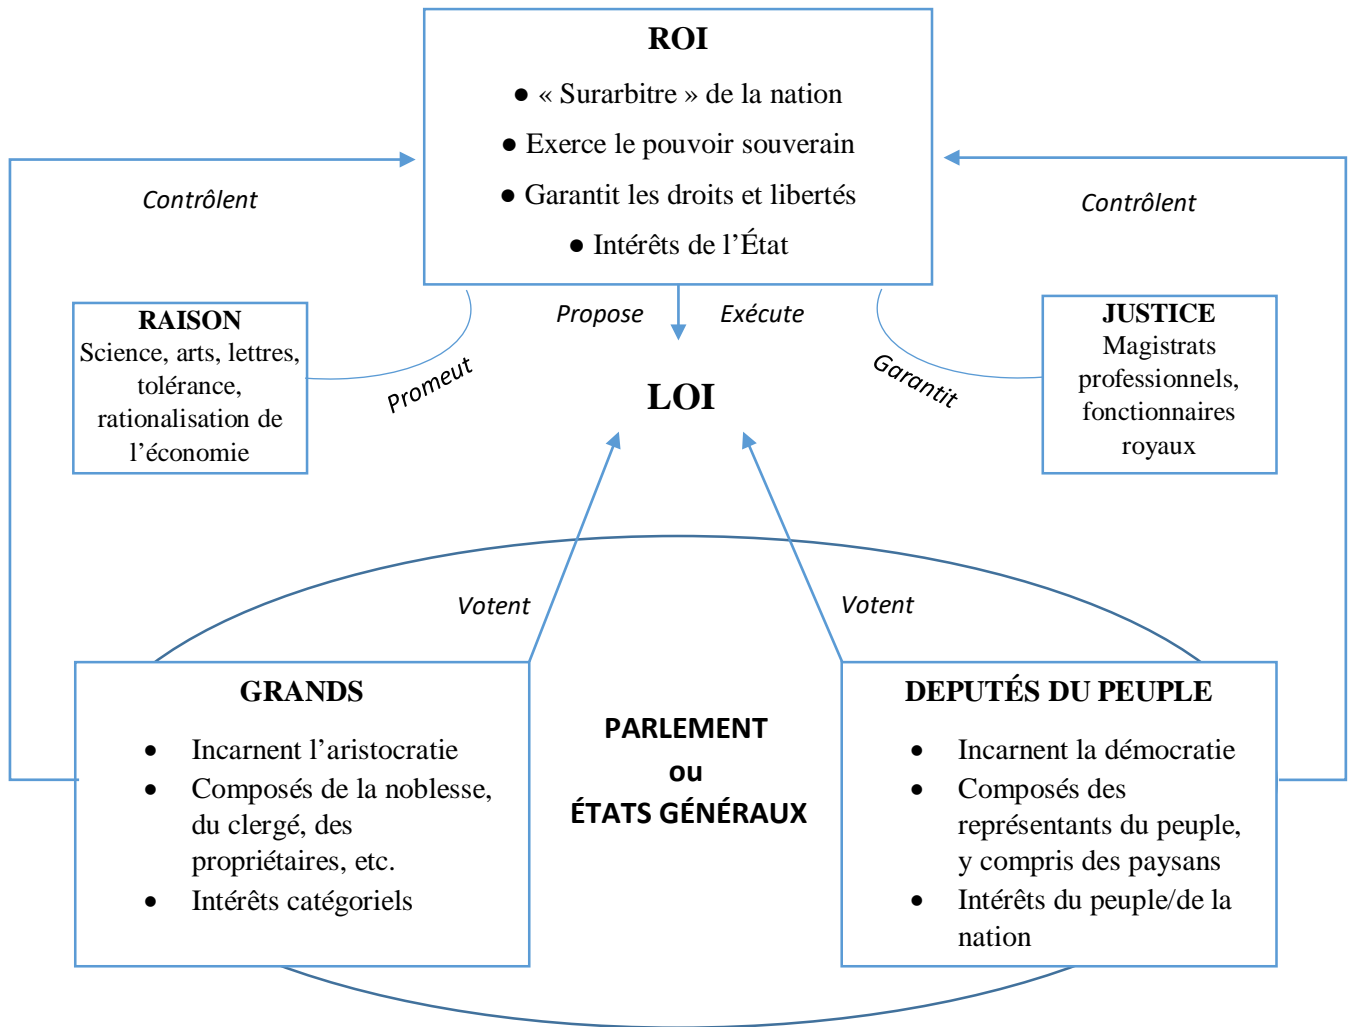 ROI
● « Surarbitre » de la nation
● Exerce le pouvoir souverain
● Garantit les droits et libertés
● Intérêts de l’État
Contrôlent
Contrôlent
Propose
Exécute
RAISON
Science, arts, lettres,
tolérance,
rationalisation de
l’économie
Promeut
Garantit
JUSTICE
Magistrats
professionnels,
fonctionnaires
royaux
LOI
Votent
Votent
GRANDS
• Incarnent l’aristocratie
• Composés de la noblesse,
du clergé, des
propriétaires, etc.
• Intérêts catégoriels
PARLEMENT
ou
ÉTATS GÉNÉRAUX
DEPUTÉS DU PEUPLE
• Incarnent la démocratie
• Composés des
représentants du peuple,
y compris des paysans
• Intérêts du peuple/de la
nation